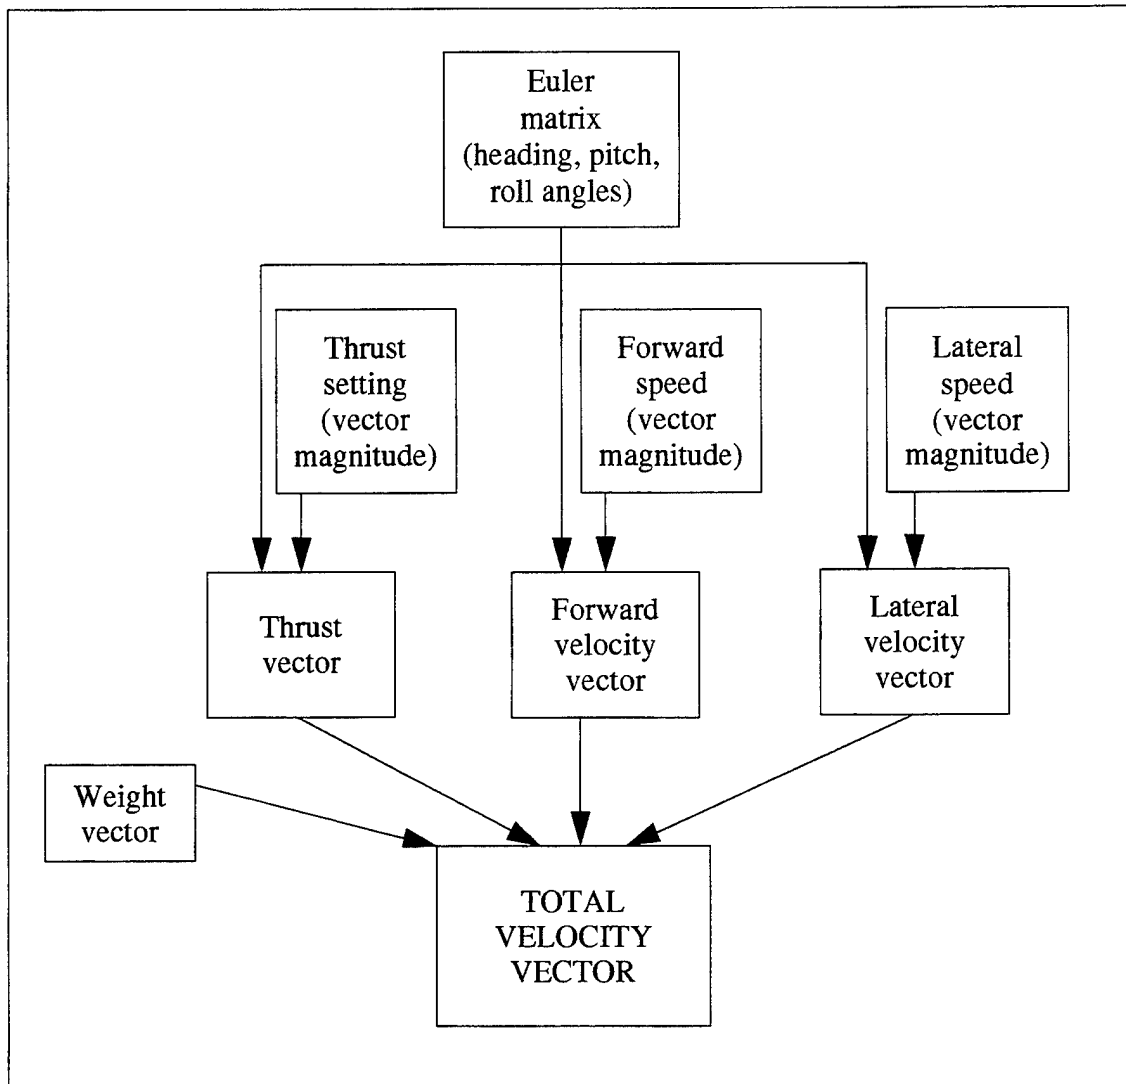 Euler
matrix
(heading, pitch,
roll angles)
Thrust
setting
(vector
magnitude)
Forward
speed
(vector
magnitude)
Lateral
speed
(vector
magnitude)
Thrust
vector
Forward
velocity
vector
Lateral
velocity
vector
Weight
vector
TOTAL
VELOCITY
VECTOR